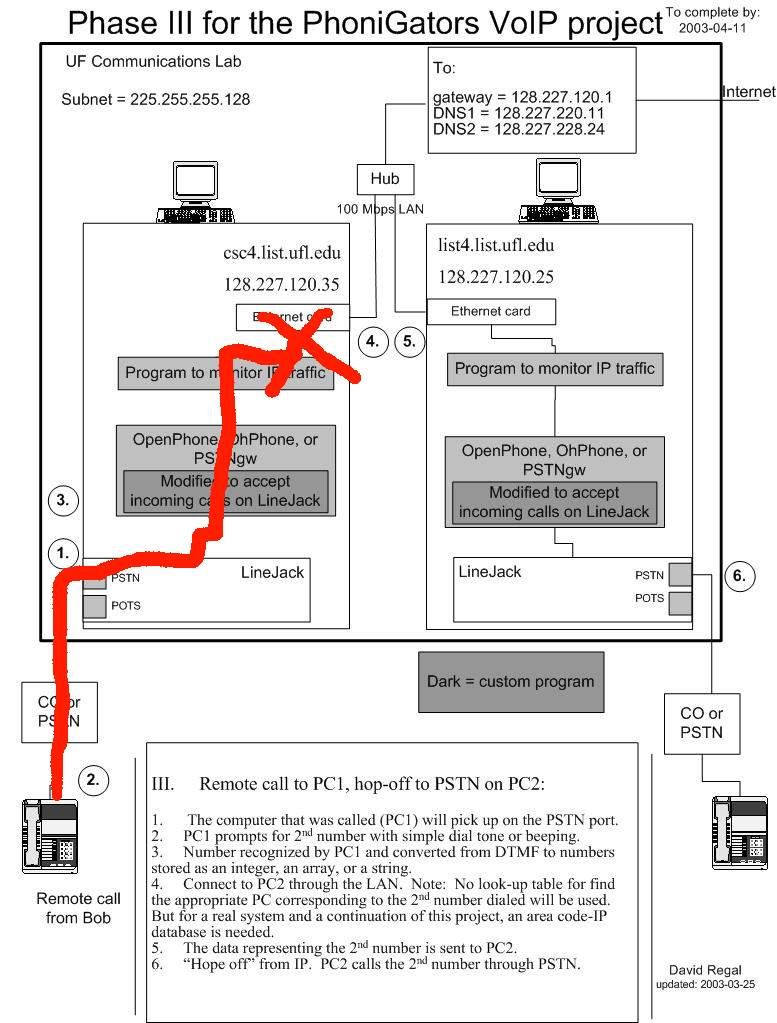 Phase III for the PhoniGators VoIP project
To complete by:
2003-04-11
UF Communications Lab
Subnet = 225.255.255.128
To:
gateway = 128.227.120.1
DNS1 = 128.227.220.11
DNS2 = 128.227.228.24
Internet
Hub
100 Mbps LAN
csc4.list.ufl.edu
128.227.120.35
Ethernet card
4.
Program to monitor IP traffic
OpenPhone, OhPhone, or
PSTNgw
Modified to accept
incoming calls on LineJack
3.
1.
PSTN
POTS
LineJack
list4.list.ufl.edu
128.227.120.25
Ethernet card
5.
Program to monitor IP traffic
OpenPhone, OhPhone, or
PSTNgw
Modified to accept
incoming calls on LineJack
LineJack
PSTN
POTS
6.
Dark = custom program
CO or
PSTN
2.
Remote call
from Bob
CO or
PSTN
III. Remote call to PC1, hop-off to PSTN on PC2:
1. The computer that was called (PC1) will pick up on the PSTN port.
2. PC1 prompts for 2nd number with simple dial tone or beeping.
3. Number recognized by PC1 and converted from DTMF to numbers
stored as an integer, an array, or a string.
4. Connect to PC2 through the LAN. Note: No look-up table for find
the appropriate PC corresponding to the 2nd number dialed will be used.
But for a real system and a continuation of this project, an area code-IP
database is needed.
5. The data representing the 2nd number is sent to PC2.
6. “Hope off” from IP. PC2 calls the 2nd number through PSTN.
David Regal
updated: 2003-03-25